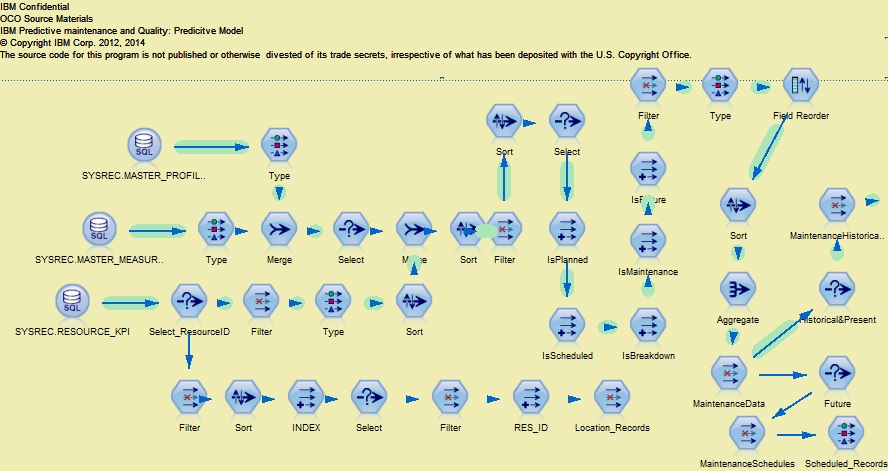 IBM Confidential
OCO Source Materials
IBM Predictive maintenance and Quality: Predicitve Model
© Copyright IBM Corp. 2012, 2014
The source code for this program is not published or otherwise divested of its trade secrets, irrespective of what has been deposited with the U.S. Copyright Office.
Filter Type Field Reorder
SQL
Sort Select
SYSREC.MASTER_PROFIL... Type
IsFuture
SQL
Sort MaintenanceHistorica..
SYSREC.MASTER_MEASUR.. Type Merge Select Merge Sort Filter IsPlanned
IsMaintenance
SQL
Aggregate Historical&Present
SYSREC.RESOURCE_KPI Select_ResourceID Filter Type Sort
IsScheduled IsBreakdown
MaintenanceData Future
Filter Sort INDEX Select Filter RES_ID Location_Records
MaintenanceSchedules Scheduled_Records